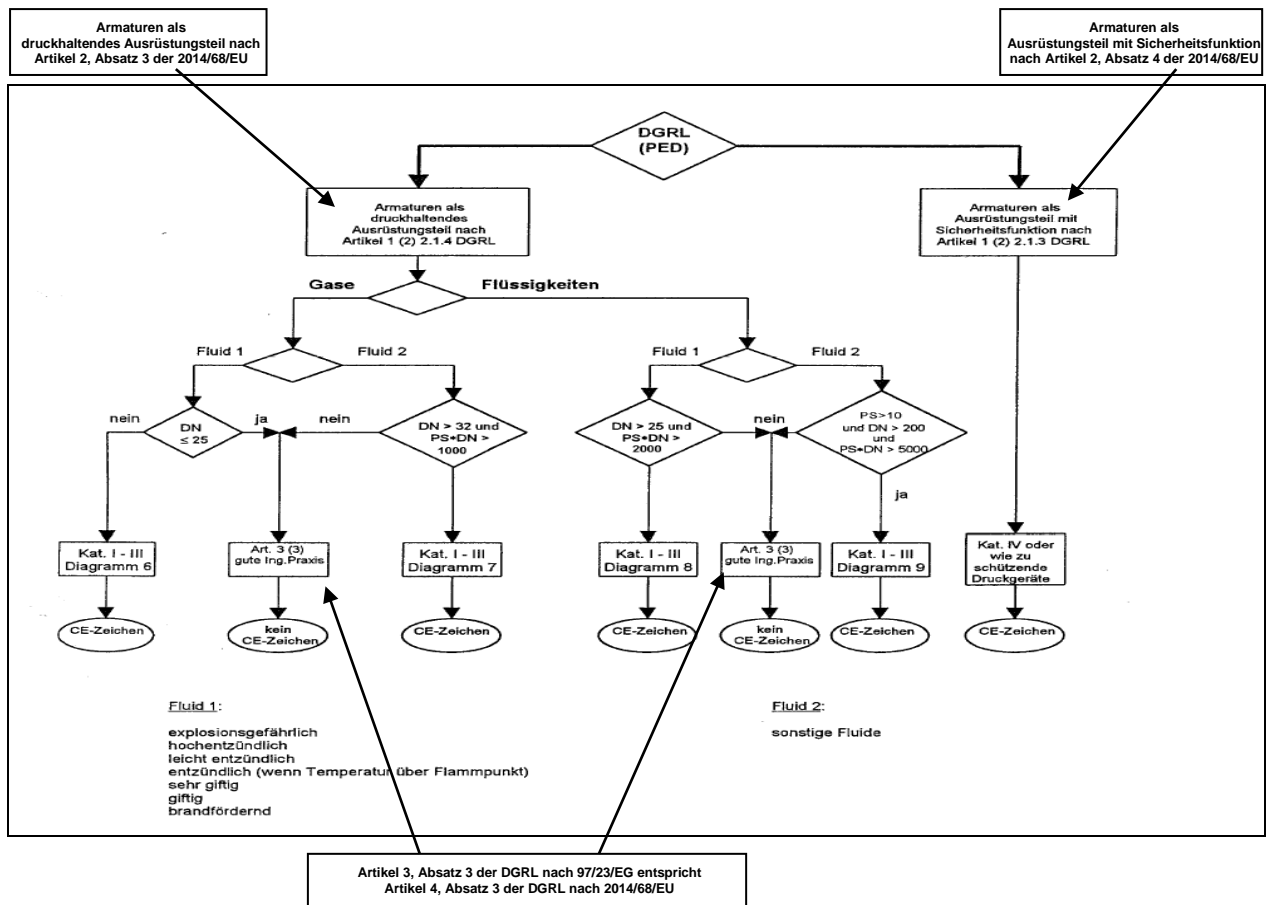 Armaturen als
druckhaltendes Ausrüstungsteil nach
Artikel 2, Absatz 3 der 2014/68/EU
Armaturen als
Ausrüstungsteil mit Sicherheitsfunktion
nach Artikel 2, Absatz 4 der 2014/68/EU
DGRL
(PED)
Armaturen als
druckhaltendes
Ausrüstungsteil nach
Artikel 1 (2) 2.1.4 DGRL
Armaturen als
Ausrüstungsteil mit
Sicherheitsfunktion nach
Artikel 1 (2) 2.1.3 DGRL
Gase
Flüssigkeiten
Fluid 1
Fluid 2
Fluid 1
Fluid 2
nein
DN
≤ 25
ja
nein
DN > 32 und
PS*DN >
1000
DN > 25 und
PS*DN >
2000
nein
PS>10
und DN > 200
und
PS*DN > 5000
ja
Kat. I - III
Diagramm 6
Art. 3 (3)
gute Ing.Praxis
Kat. I - III
Diagramm 7
Kat. I - III
Diagramm 8
Art. 3 (3)
gute Ing.Praxis
Kat. I - III
Diagramm 9
Kat. IV oder
wie zu
schützende
Druckgeräte
CE-Zeichen
kein
CE-Zeichen
CE-Zeichen
CE-Zeichen
kein
CE-Zeichen
CE-Zeichen
CE-Zeichen
Fluid 1:
explosionsgefährlich
hochentzündlich
leicht entzündlich
entzündlich (wenn Temperatur über Flammpunkt)
sehr giftig
giftig
brandfördernd
Fluid 2:
sonstige Fluide
Artikel 3, Absatz 3 der DGRL nach 97/23/EG entspricht
Artikel 4, Absatz 3 der DGRL nach 2014/68/EU